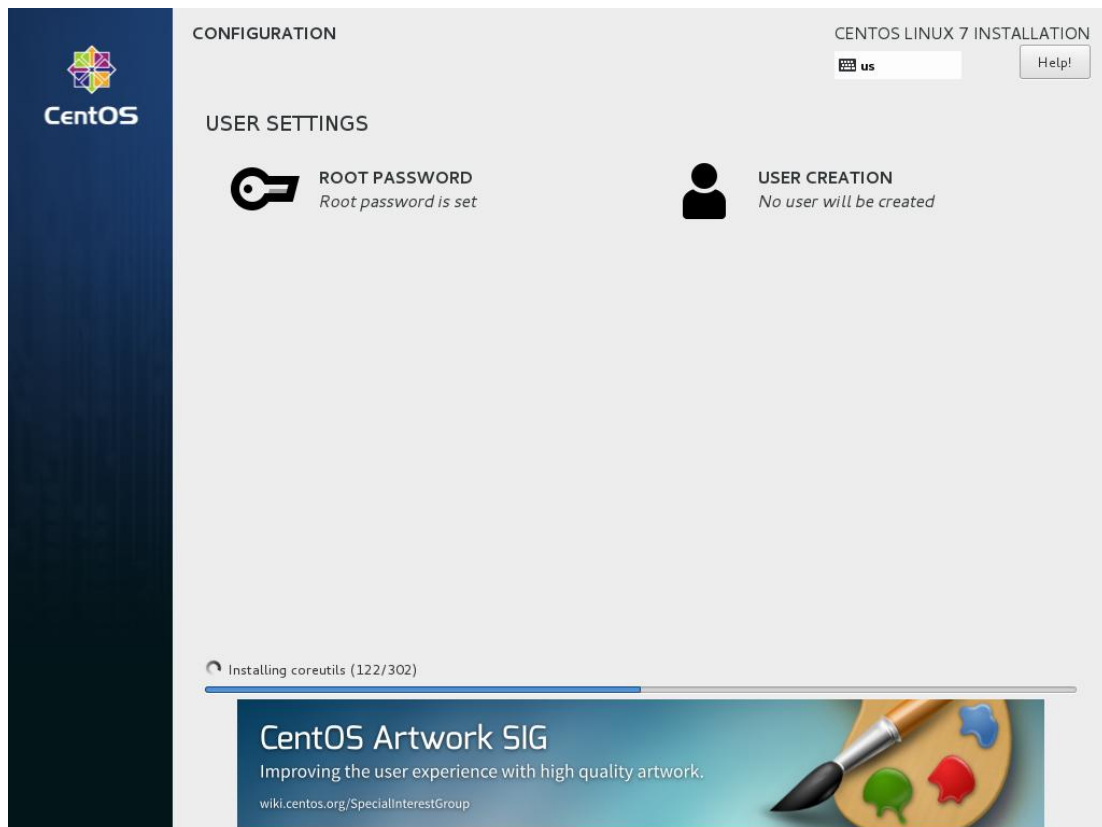 CentOS
CONFIGURATION
CENTOS LINUX 7 INSTALLATION
us
Help!
USER SETTINGS
ROOT PASSWORD
Root password is set
USER CREATION
No user will be created
Installing coreutils (122/302)
CentOS Artwork SIG
Improving the user experience with high quality artwork.
wiki.centos.org/SpecialInterestGroup